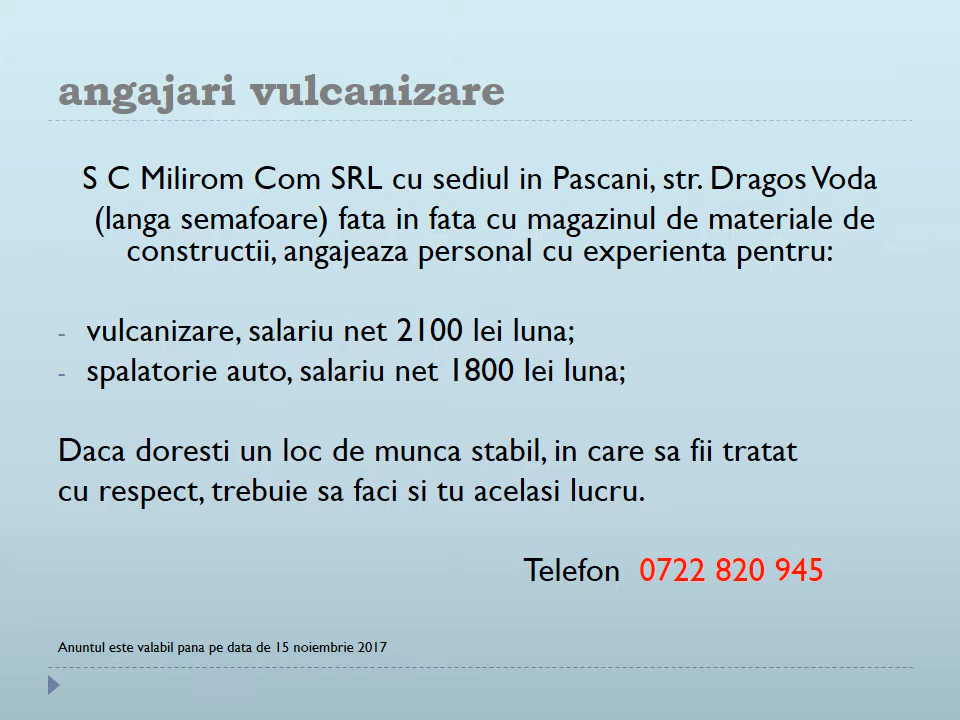 angajari vulcanizare
S C Milirom Com SRL cu sediul in Pascani, str. Dragos Voda
(langa semafoare) fata in fata cu magazinul de materiale de
constructii, angajeaza personal cu experienta pentru:
- vulcanizare, salariu net 2100 lei luna;
- spalatorie auto, salariu net 1800 lei luna;
Daca doresti un loc de munca stabil, in care sa fii tratat
cu respect, trebuie sa faci si tu acelasi lucru.
Telefon 0722 820 945
Anuntul este valabil pana pe data de 15 noiembrie 2017